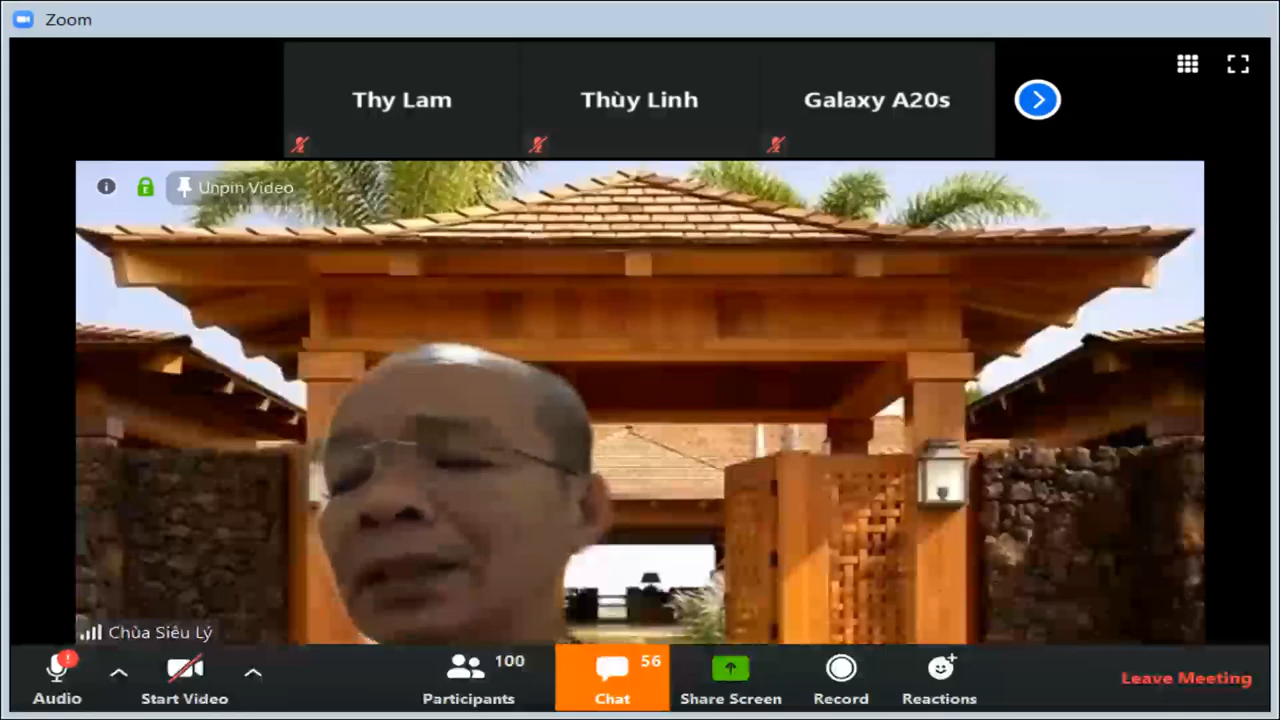 Zoom
Thy Lam
Thùy Linh
Galaxy A20s
Unpin Video
Chùa Siêu Lý
100
56
Audio
Start Video
Participants
Chat
Share Screen
Record
Reactions
Leave Meeting